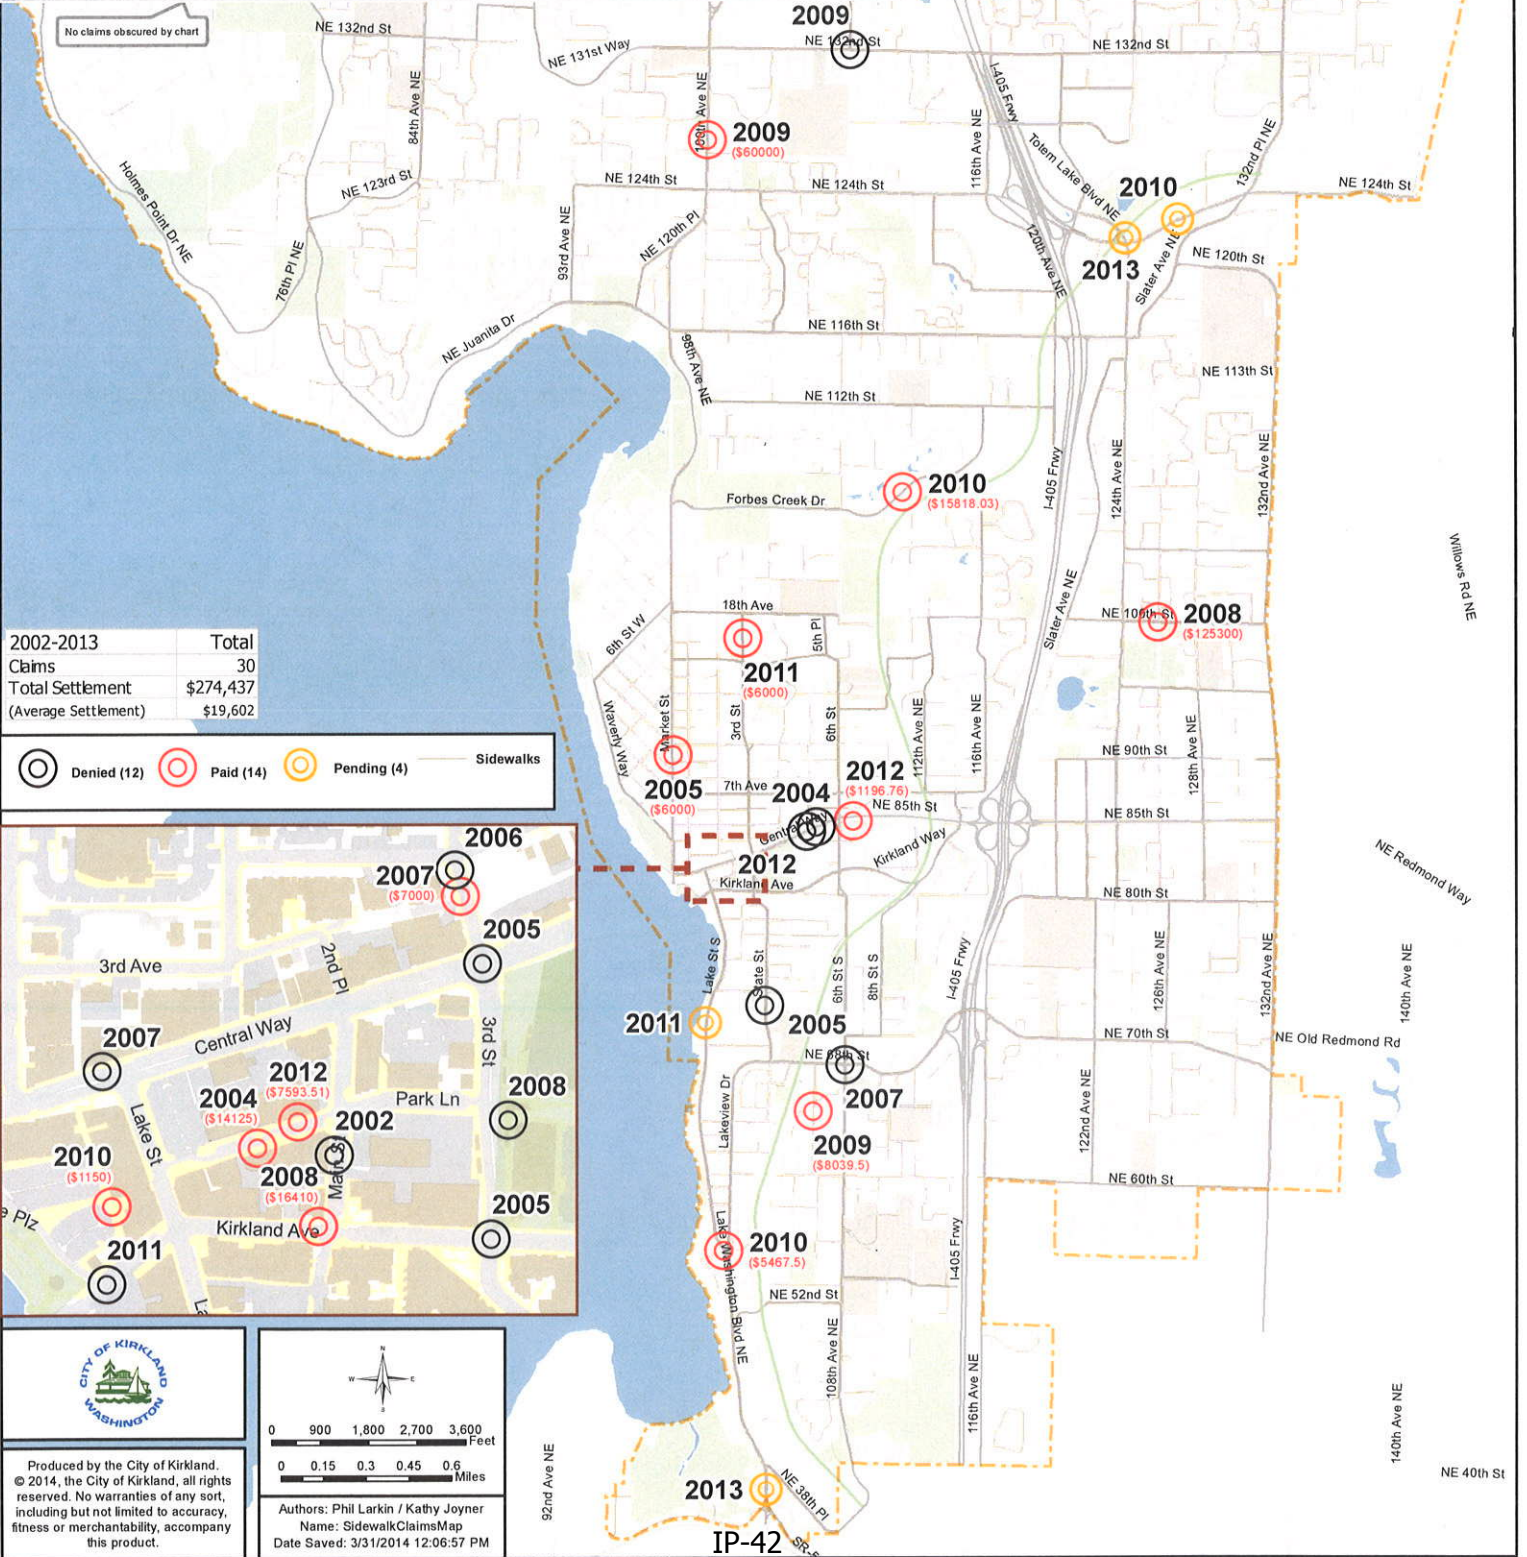 No claims obscured by chart
NE 132nd St
NE 131st Way
2009
NE 132nd St
NE 132nd St
84th Ave NE
I-405 Frwy
116th Ave NE
2009
($60000)
Totem Lake Blvd NE
132nd Pl NE
Holmes Point Dr NE
NE 123rd St
NE 124th St
NE 124th St
2010
NE 124th St
93rd Ave NE
NE 120th Pl
76th Pl NE
120th Ave NE
2013
Slater Ave NE
NE 120th St
NE Juanita Dr
NE 116th St
98th Ave NE
NE 113th St
NE 112th St
124th Ave NE
132nd Ave NE
I-405 Frwy
2010
($15818.03)
Forbes Creek Dr
Willows Rd NE
18th Ave
6th St W
5th Pl
Slater Ave NE
2008
($125300)
2011
($6000)
2002-2013 Total
Claims 30
Total Settlement $274,437
(Average Settlement) $19,602
Waverly Way
Market St
3rd St
6th St
112th Ave NE
116th Ave NE
128th Ave NE
NE 90th St
Denied (12)
Paid (14)
Pending (4)
Sidewalks
2005
($6000)
7th Ave
2004
2012
($1196.76)
NE 85th St
NE 85th St
Central Way
Kirkland Way
2012
Kirkland Ave
NE 80th St
NE Redmond Way
2006
2007
($7000)
2005
3rd Ave
2nd Pl
Central Way
3rd St
2007
2012
($7593.51)
2004
($14125)
Park Ln
2008
2002
Lake St
Main St
2010
($1150)
2008
($16410)
2005
Kirkland Ave
2011
Lake St S
State St
6th St S
8th St S
I-405 Frwy
126th Ave NE
132nd Ave NE
140th Ave NE
2011
2005
NE 68th St
NE 70th St
NE Old Redmond Rd
2007
Lakeview Dr
122nd Ave NE
2009
($8039.5)
NE 60th St
Lake Washington Blvd NE
2010
($5467.5)
I-405 Frwy
NE 52nd St
108th Ave NE
116th Ave NE
140th Ave NE
CITY OF KIRKLAND
WASHINGTON
N
W E
S
0 900 1,800 2,700 3,600
Feet
0 0.15 0.3 0.45 0.6
Miles
Produced by the City of Kirkland.
© 2014, the City of Kirkland, all rights
reserved. No warranties of any sort,
including but not limited to accuracy,
fitness or merchantability, accompany
this product.
Authors: Phil Larkin / Kathy Joyner
Name: SidewalkClaimsMap
Date Saved: 3/31/2014 12:06:57 PM
92nd Ave NE
2013
NE 38th Pl
NE 40th St
IP-42